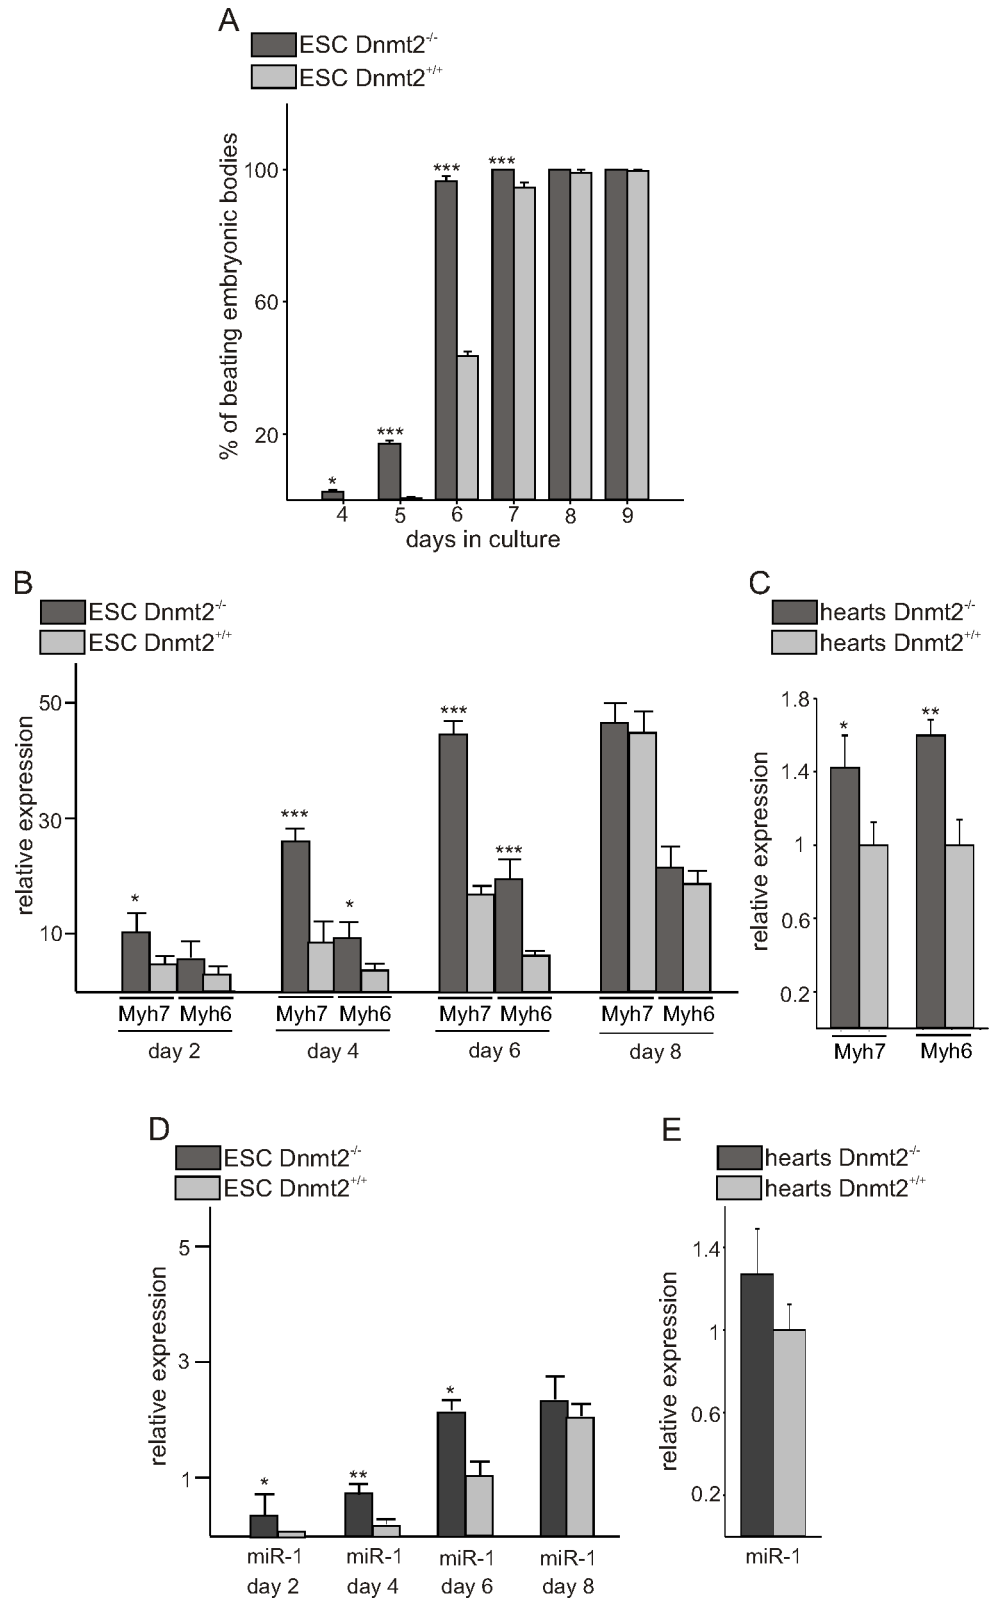 A
ESC Dnmt2-/-
ESC Dnmt2+/+
% of beating embryonic bodies
100
60
20
*
***
***
***
4 5 6 7 8 9
days in culture
B
ESC Dnmt2-/-
ESC Dnmt2+/+
relative expression
50
30
10
*
***
*
***
***
Myh7 Myh6 Myh7 Myh6 Myh7 Myh6 Myh7 Myh6
day 2 day 4 day 6 day 8
C
hearts Dnmt2-/-
hearts Dnmt2+/+
relative expression
1.8
1.4
1
0.6
0.2
*
**
Myh7 Myh6
D
ESC Dnmt2-/-
ESC Dnmt2+/+
relative expression
5
3
1
*
**
*
miR-1 miR-1 miR-1 miR-1
day 2 day 4 day 6 day 8
E
hearts Dnmt2-/-
hearts Dnmt2+/+
relative expression
1.4
1
0.6
0.2
miR-1